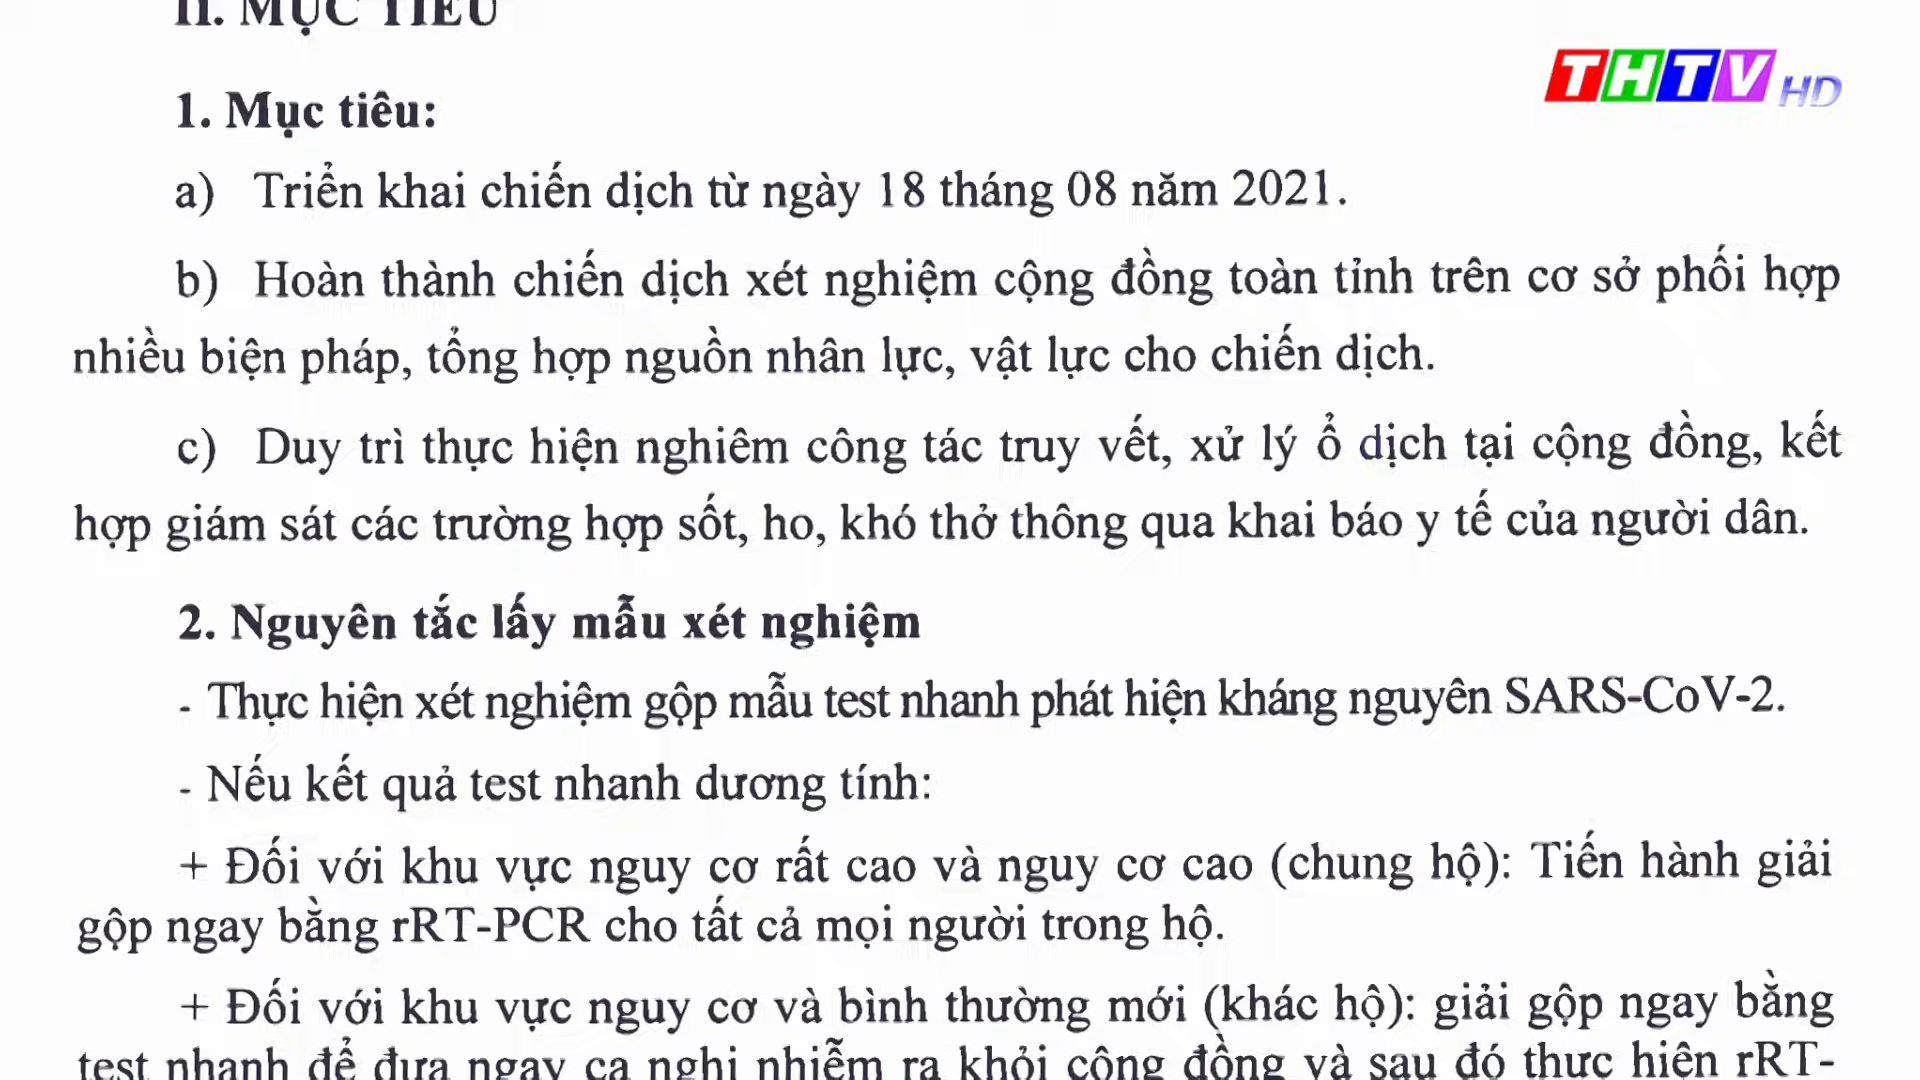 II. MỤC TIÊU
THTV HD
1. Mục tiêu:
a) Triển khai chiến dịch từ ngày 18 tháng 08 năm 2021.
b) Hoàn thành chiến dịch xét nghiệm cộng đồng toàn tỉnh trên cơ sở phối hợp
nhiều biện pháp, tổng hợp nguồn nhân lực, vật lực cho chiến dịch.
c) Duy trì thực hiện nghiêm công tác truy vết, xử lý ổ dịch tại cộng đồng, kết
hợp giám sát các trường hợp sốt, ho, khó thở thông qua khai báo y tế của người dân.
2. Nguyên tắc lấy mẫu xét nghiệm
- Thực hiện xét nghiệm gộp mẫu test nhanh phát hiện kháng nguyên SARS-CoV-2.
- Nếu kết quả test nhanh dương tính:
+ Đối với khu vực nguy cơ rất cao và nguy cơ cao (chung hộ): Tiến hành giải
gộp ngay bằng rRT-PCR cho tất cả mọi người trong hộ.
+ Đối với khu vực nguy cơ và bình thường mới (khác hộ): giải gộp ngay bằng
test nhanh để đưa ngay ca nghi nhiễm ra khỏi cộng đồng và sau đó thực hiện rRT-